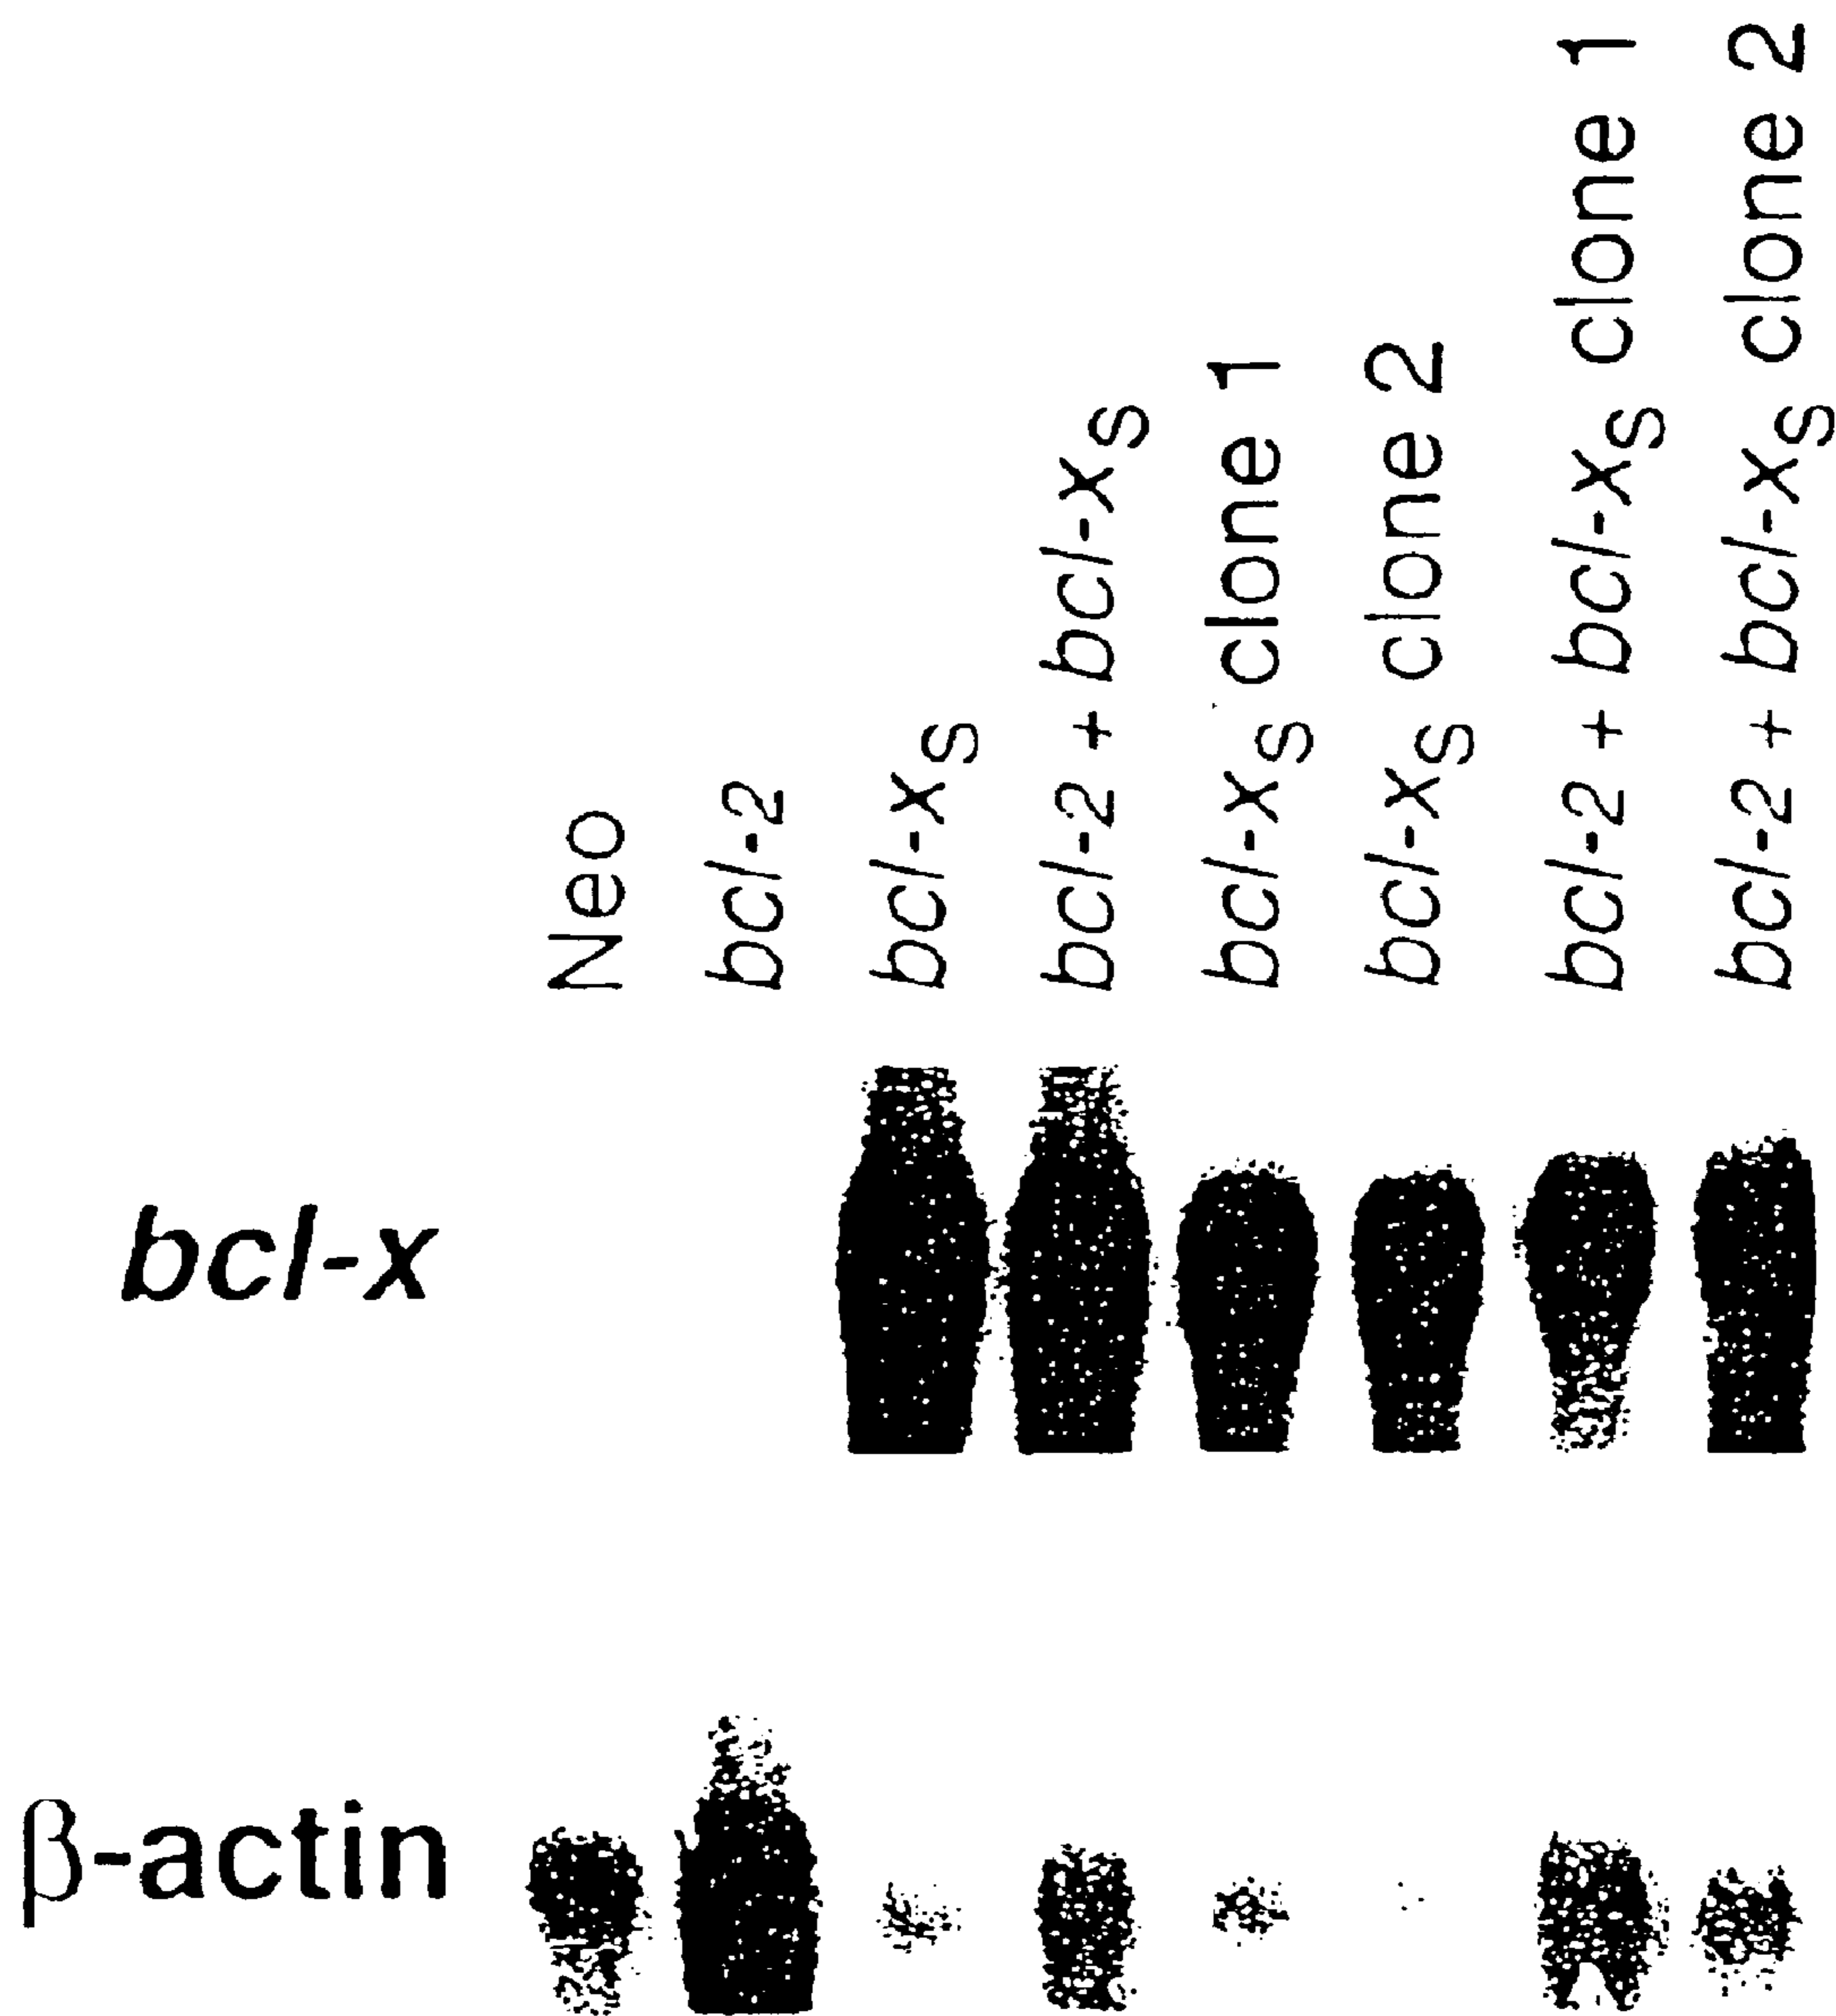 Neo
bcl-2
bcl-xS
bcl-2 + bcl-xS
bcl-xS clone 1
bcl-xS clone 2
bcl-2 + bcl-xS clone 1
bcl-2 + bcl-xS clone 2
bcl-x
β-actin